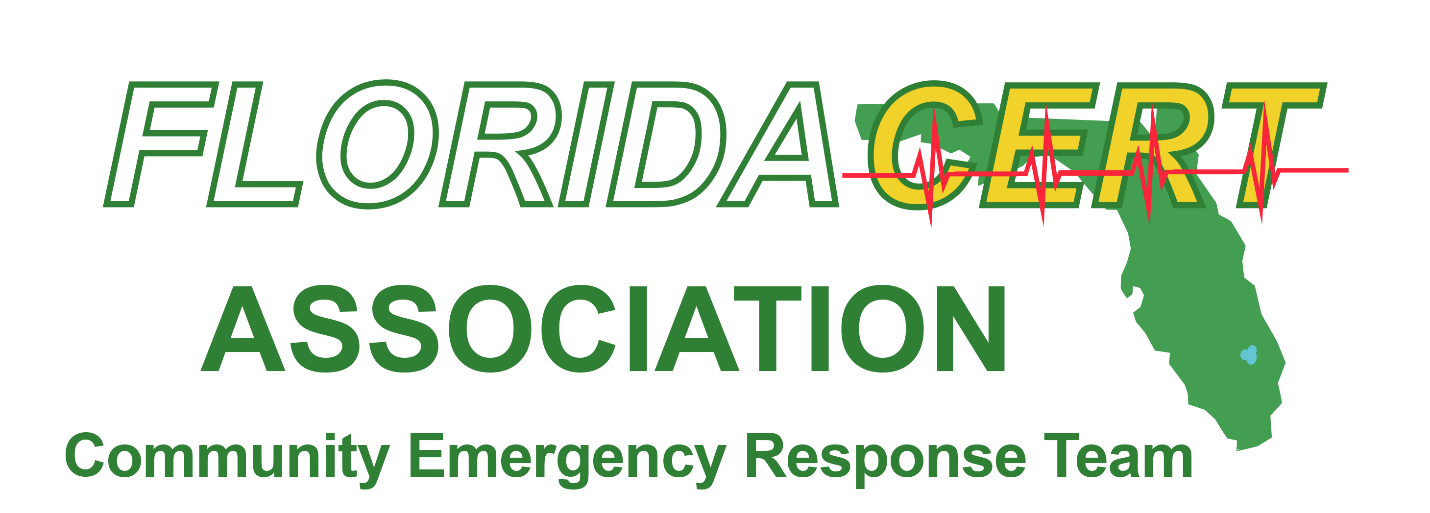 FLORIDA CERT
ASSOCIATION
Community Emergency Response Team